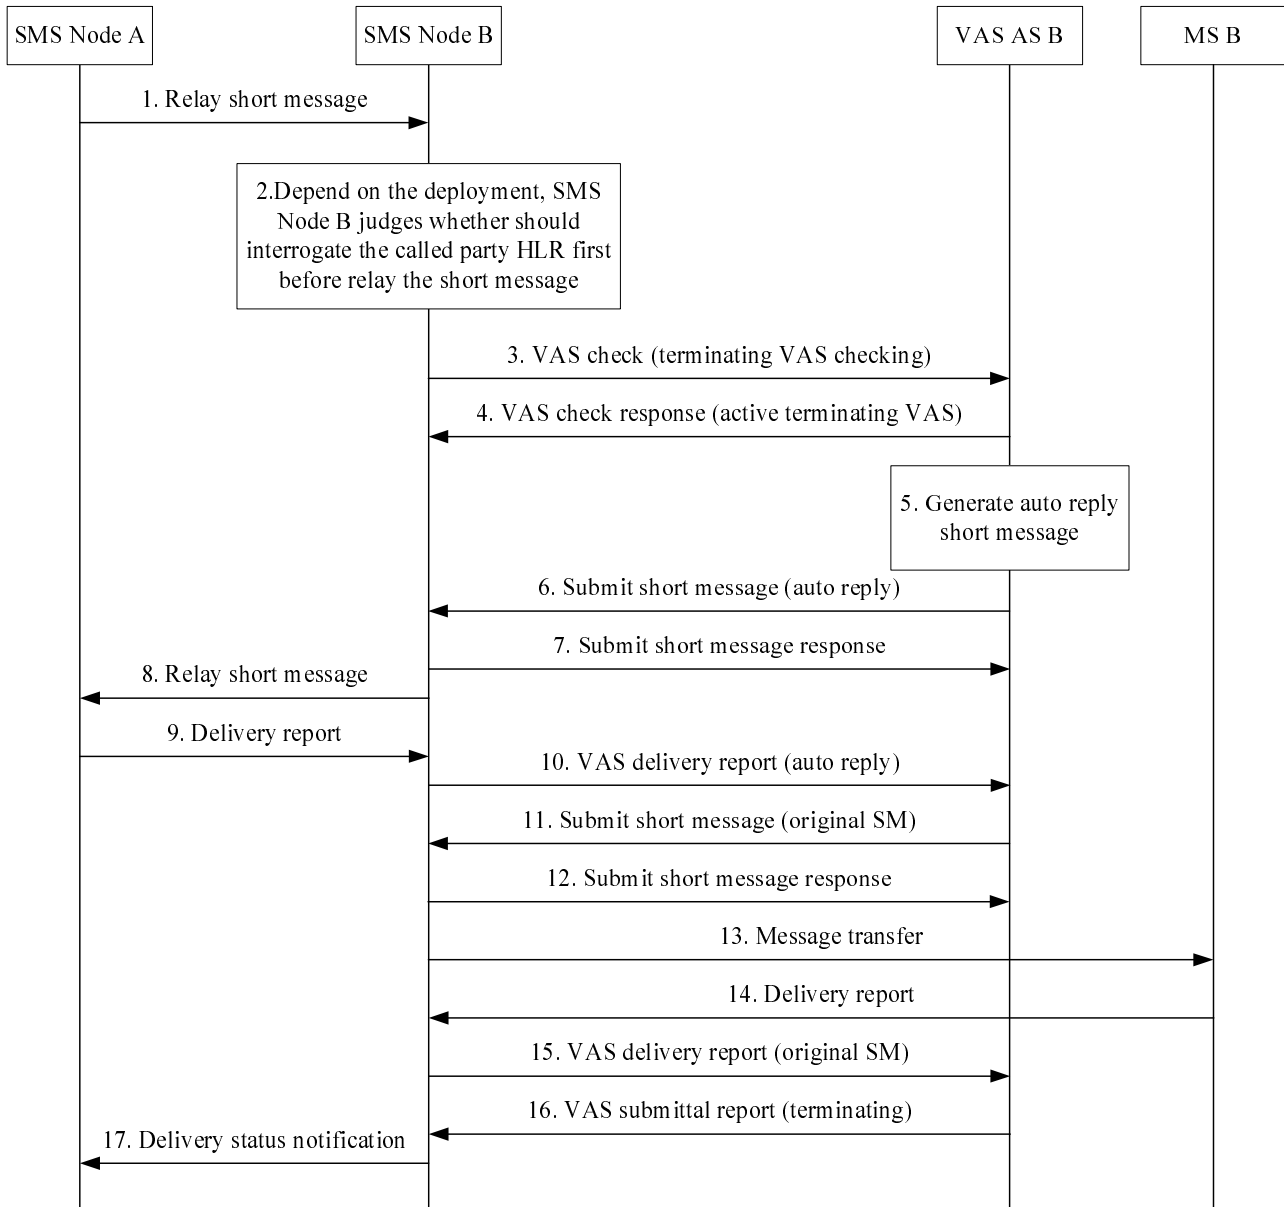 SMS Node A
SMS Node B
VAS AS B
MS B
1. Relay short message
2.Depend on the deployment, SMS
Node B judges whether should
interrogate the called party HLR first
before relay the short message
3. VAS check (terminating VAS checking)
4. VAS check response (active terminating VAS)
5. Generate auto reply
short message
6. Submit short message (auto reply)
7. Submit short message response
8. Relay short message
9. Delivery report
10. VAS delivery report (auto reply)
11. Submit short message (original SM)
12. Submit short message response
13. Message transfer
14. Delivery report
15. VAS delivery report (original SM)
16. VAS submittal report (terminating)
17. Delivery status notification